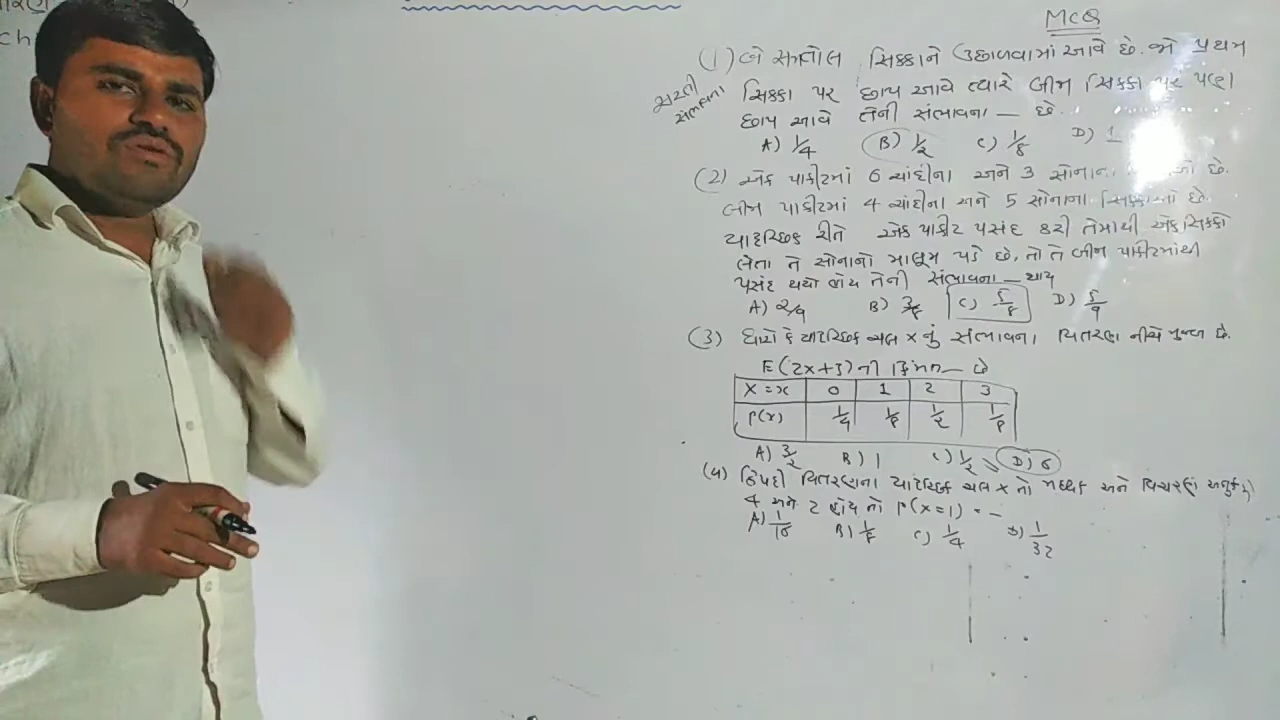 ch
MCQ
(1) બે સમતોલ સિક્કાને ઉછાળવામાં આવે છે. જો પ્રથમ
સિક્કા પર છાપ આવે ત્યારે બીજા સિક્કા પર પણ
છાપ આવે તેની સંભાવના — છે.
A) 1/4 B) 1/2 C) 1/8 D) 1
(2) એક પાકીટમાં 6 ચાંદીના અને 3 સોનાના છે.
બીજા પાકીટમાં 4 ચાંદીના અને 5 સોનાના સિક્કાઓ છે.
યાદચ્છિક રીતે એક પાકીટ પસંદ કરી તેમાથી એક સિક્કો
લેતા તે સોનાનો માલૂમ પડે છે, તો તે બીજા પાકીટમાંથી
પસંદ થયો હોય તેની સંભાવના — થાય
A) 2/9 B) 3/8 C) 5/8 D) 5/9
(3) ધારો કે યાદચ્છિક ચલ X નું સંભાવના વિતરણ નીચે મુજબ છે.
E(2x+3) ની કિંમત — છે
X=x 0 1 2 3
P(x) 1/4 1/8 1/2 1/8
A) 3/2 B) 1 C) 1/2 D) 6
(4) દ્વિપદી વિતરણના યાદચ્છિક ચલ X નો મધ્યક અને વિચરણ અનુક્રમે
4 અને 2 હોય તો P(X=1) = —
A) 1/16 B) 1/8 C) 1/4 D) 1/32